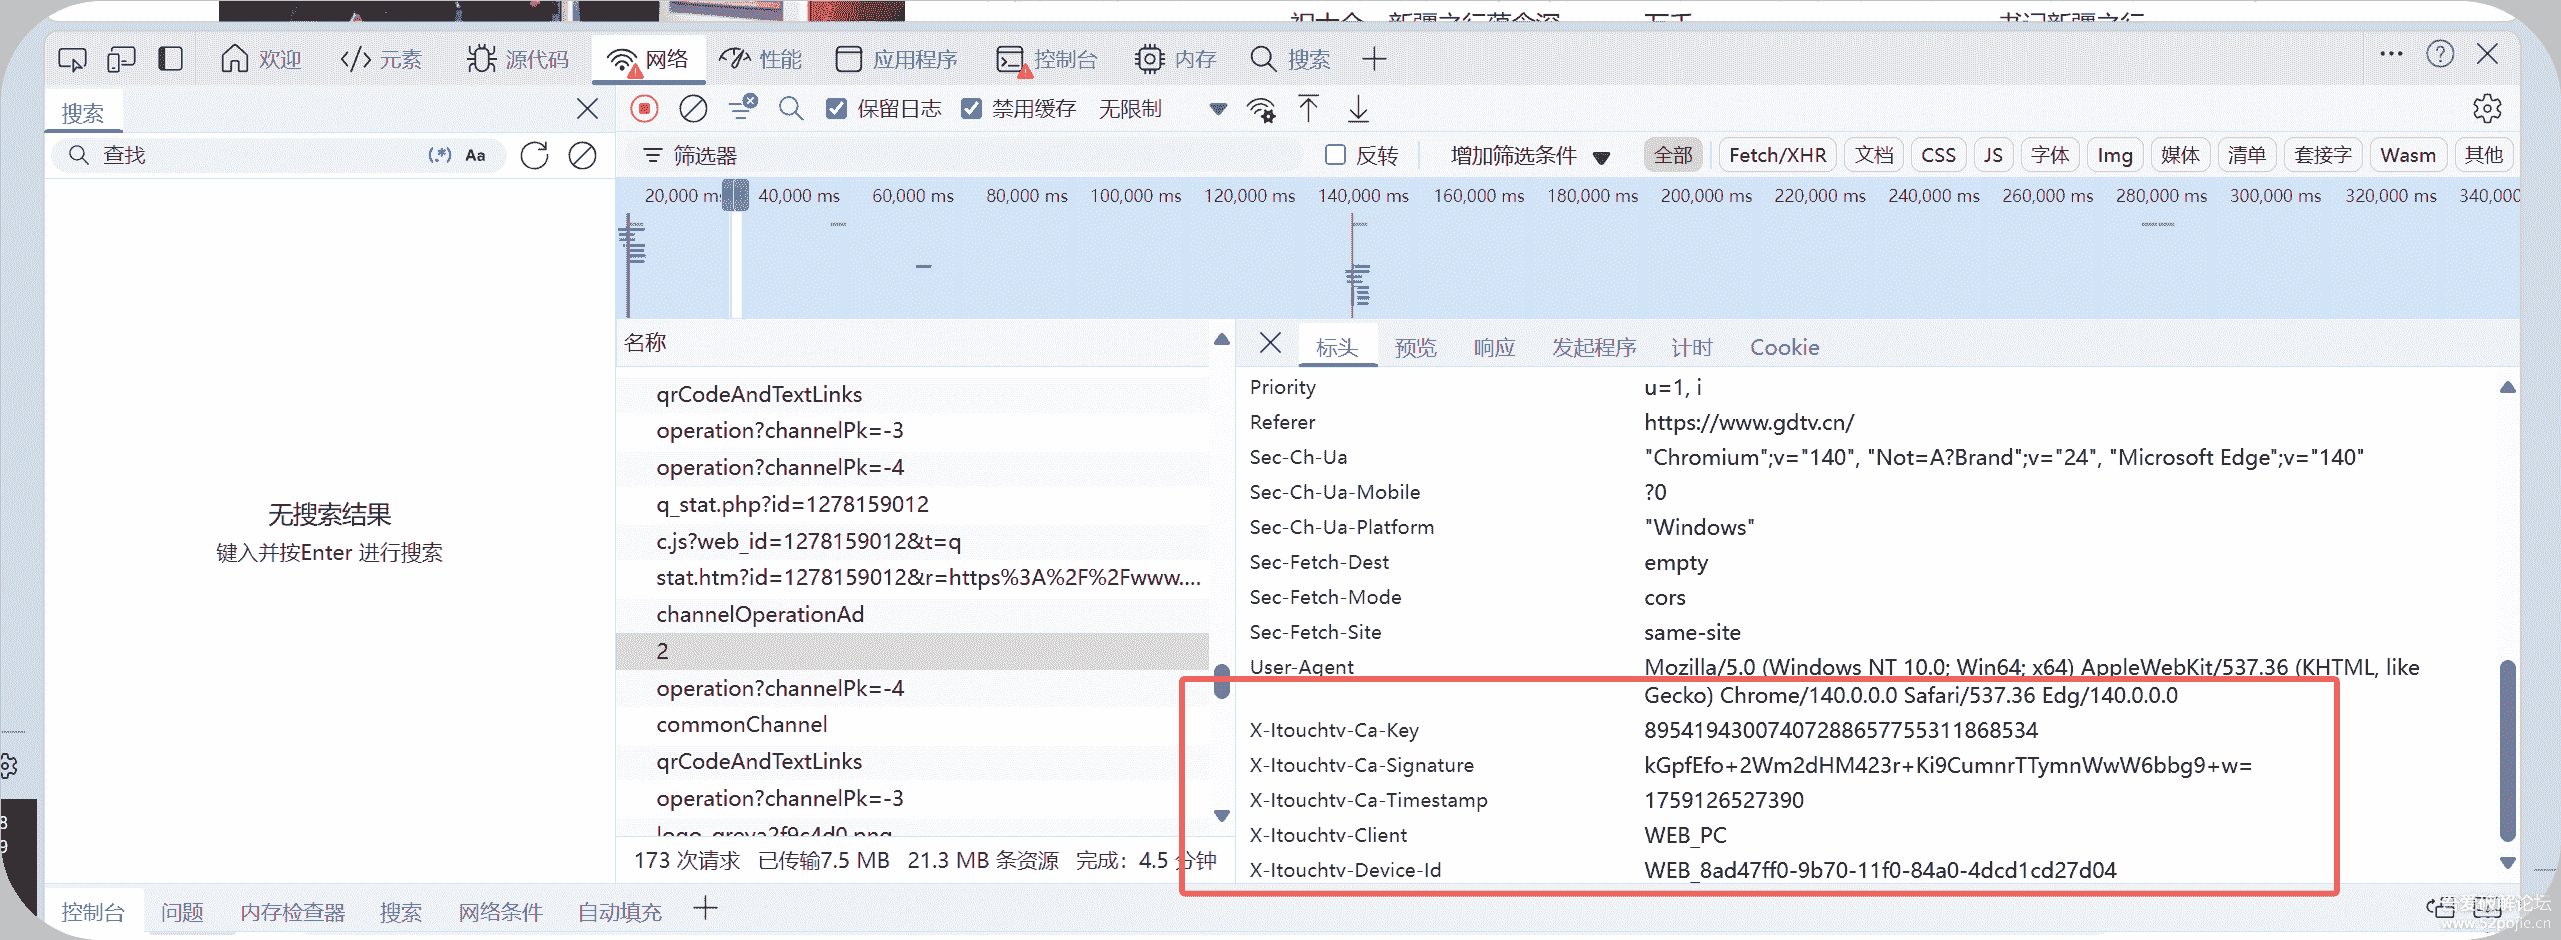 欢迎
元素
源代码
网络
性能
应用程序
控制台
内存
搜索
搜索
保留日志
禁用缓存
无限制
查找
(.*)
Aa
筛选器
反转
增加筛选条件
全部
Fetch/XHR
文档
CSS
JS
字体
Img
媒体
清单
套接字
Wasm
其他
20,000 ms
40,000 ms
60,000 ms
80,000 ms
100,000 ms
120,000 ms
140,000 ms
160,000 ms
180,000 ms
200,000 ms
220,000 ms
240,000 ms
260,000 ms
280,000 ms
300,000 ms
320,000 ms
340,000
无搜索结果
键入并按Enter 进行搜索
名称
qrCodeAndTextLinks
operation?channelPk=-3
operation?channelPk=-4
q_stat.php?id=1278159012
c.js?web_id=1278159012&t=q
stat.htm?id=1278159012&r=https%3A%2F%2Fwww....
channelOperationAd
2
operation?channelPk=-4
commonChannel
qrCodeAndTextLinks
operation?channelPk=-3
173 次请求 已传输7.5 MB 21.3 MB 条资源 完成: 4.5 分钟
标头
预览
响应
发起程序
计时
Cookie
Priority u=1, i
Referer https://www.gdtv.cn/
Sec-Ch-Ua "Chromium";v="140", "Not=A?Brand";v="24", "Microsoft Edge";v="140"
Sec-Ch-Ua-Mobile ?0
Sec-Ch-Ua-Platform "Windows"
Sec-Fetch-Dest empty
Sec-Fetch-Mode cors
Sec-Fetch-Site same-site
User-Agent Mozilla/5.0 (Windows NT 10.0; Win64; x64) AppleWebKit/537.36 (KHTML, like
Gecko) Chrome/140.0.0.0 Safari/537.36 Edg/140.0.0.0
X-Itouchtv-Ca-Key 89541943007407288657755311868534
X-Itouchtv-Ca-Signature kGpfEfo+2Wm2dHM423r+Ki9CumnrTTymnWwW6bbg9+w=
X-Itouchtv-Ca-Timestamp 1759126527390
X-Itouchtv-Client WEB_PC
X-Itouchtv-Device-Id WEB_8ad47ff0-9b70-11f0-84a0-4dcd1cd27d04
控制台
问题
内存检查器
搜索
网络条件
自动填充
吾爱破解论坛
www.52pojie.cn